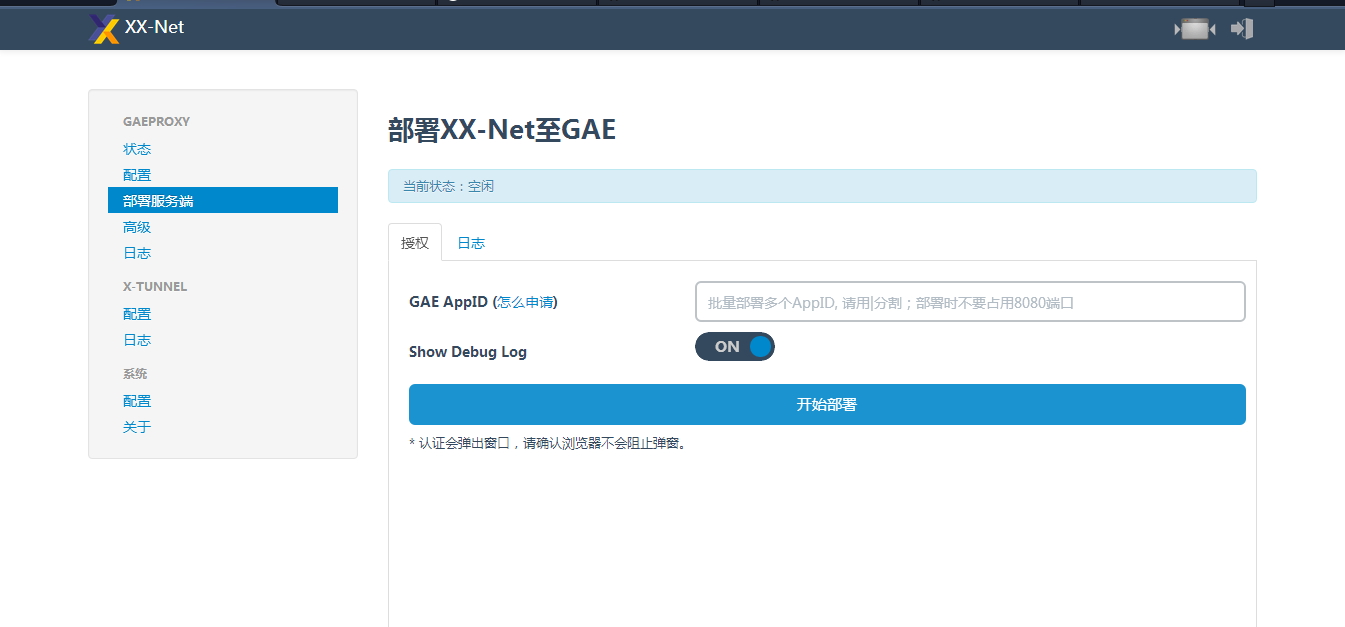 XX-Net
GAEPROXY
状态
配置
部署服务端
高级
日志
X-TUNNEL
配置
日志
系统
配置
关于
部署XX-Net至GAE
当前状态：空闲
授权 日志
GAE AppID (怎么申请) 批量部署多个AppID, 请用|分割；部署时不要占用8080端口
Show Debug Log ON
开始部署
* 认证会弹出窗口，请确认浏览器不会阻止弹窗。